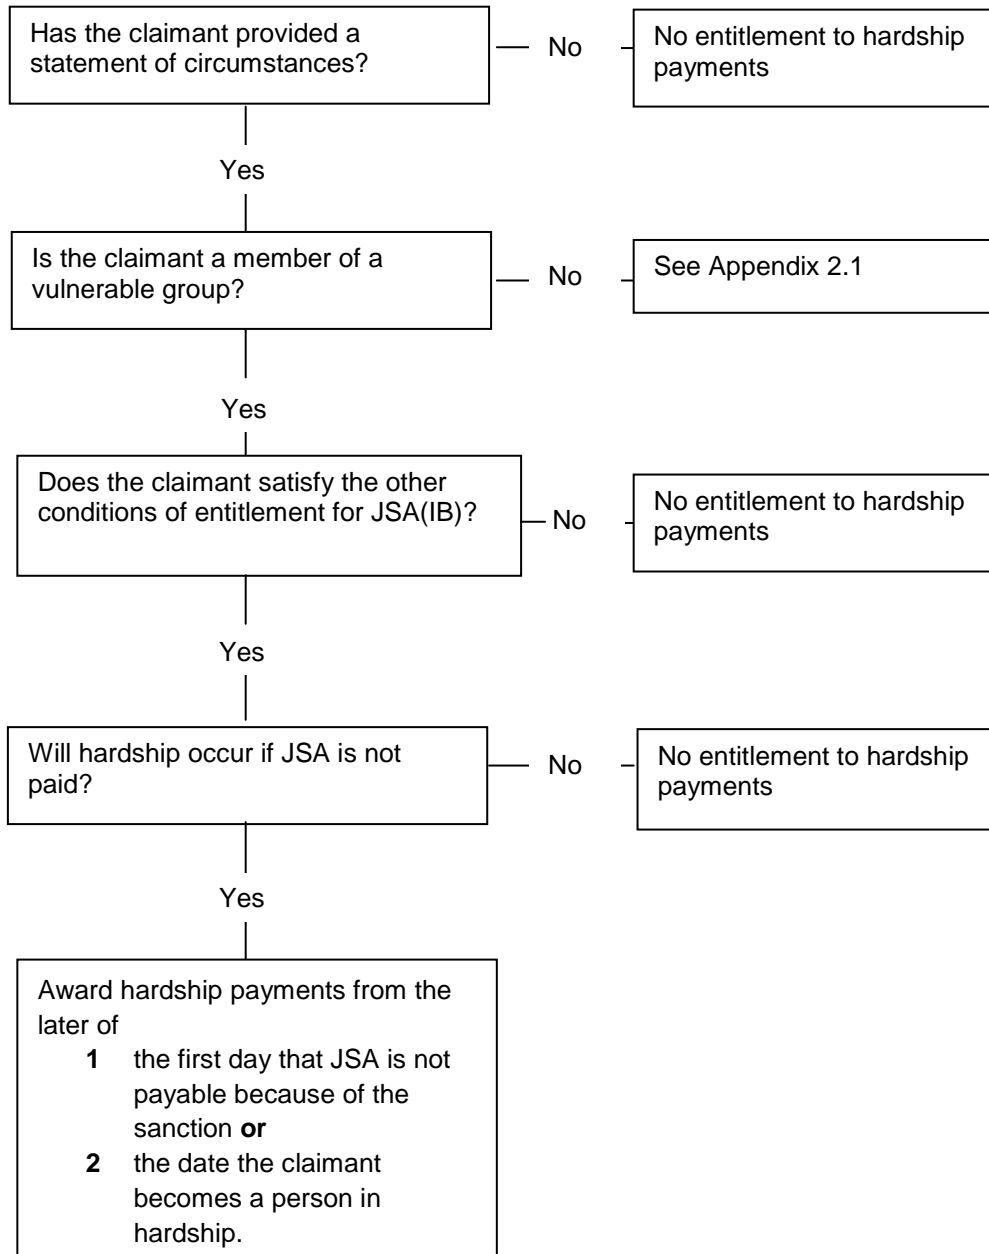 Has the claimant provided a
statement of circumstances?
No
No entitlement to hardship
payments
Yes
Is the claimant a member of a
vulnerable group?
No
See Appendix 2.1
Yes
Does the claimant satisfy the other
conditions of entitlement for JSA(IB)?
No
No entitlement to hardship
payments
Yes
Will hardship occur if JSA is not
paid?
No
No entitlement to hardship
payments
Yes
Award hardship payments from the
later of
1 the first day that JSA is not
payable because of the
sanction or
2 the date the claimant
becomes a person in
hardship.